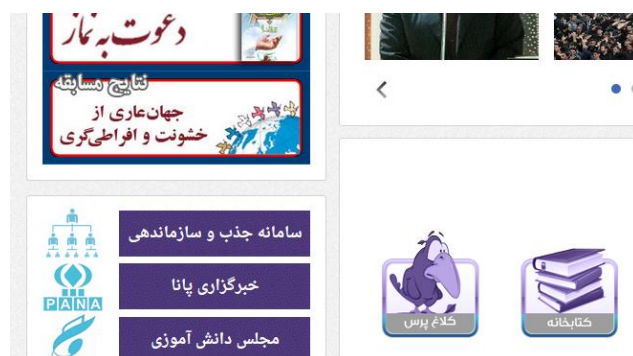 دعوت به نماز
نتایج مسابقه
جهان عاری از
خشونت و افراطی‌گری
سامانه جذب و سازماندهی
خبرگزاری پانا
PANA
مجلس دانش آموزی
کتابخانه
کلاغ پرس